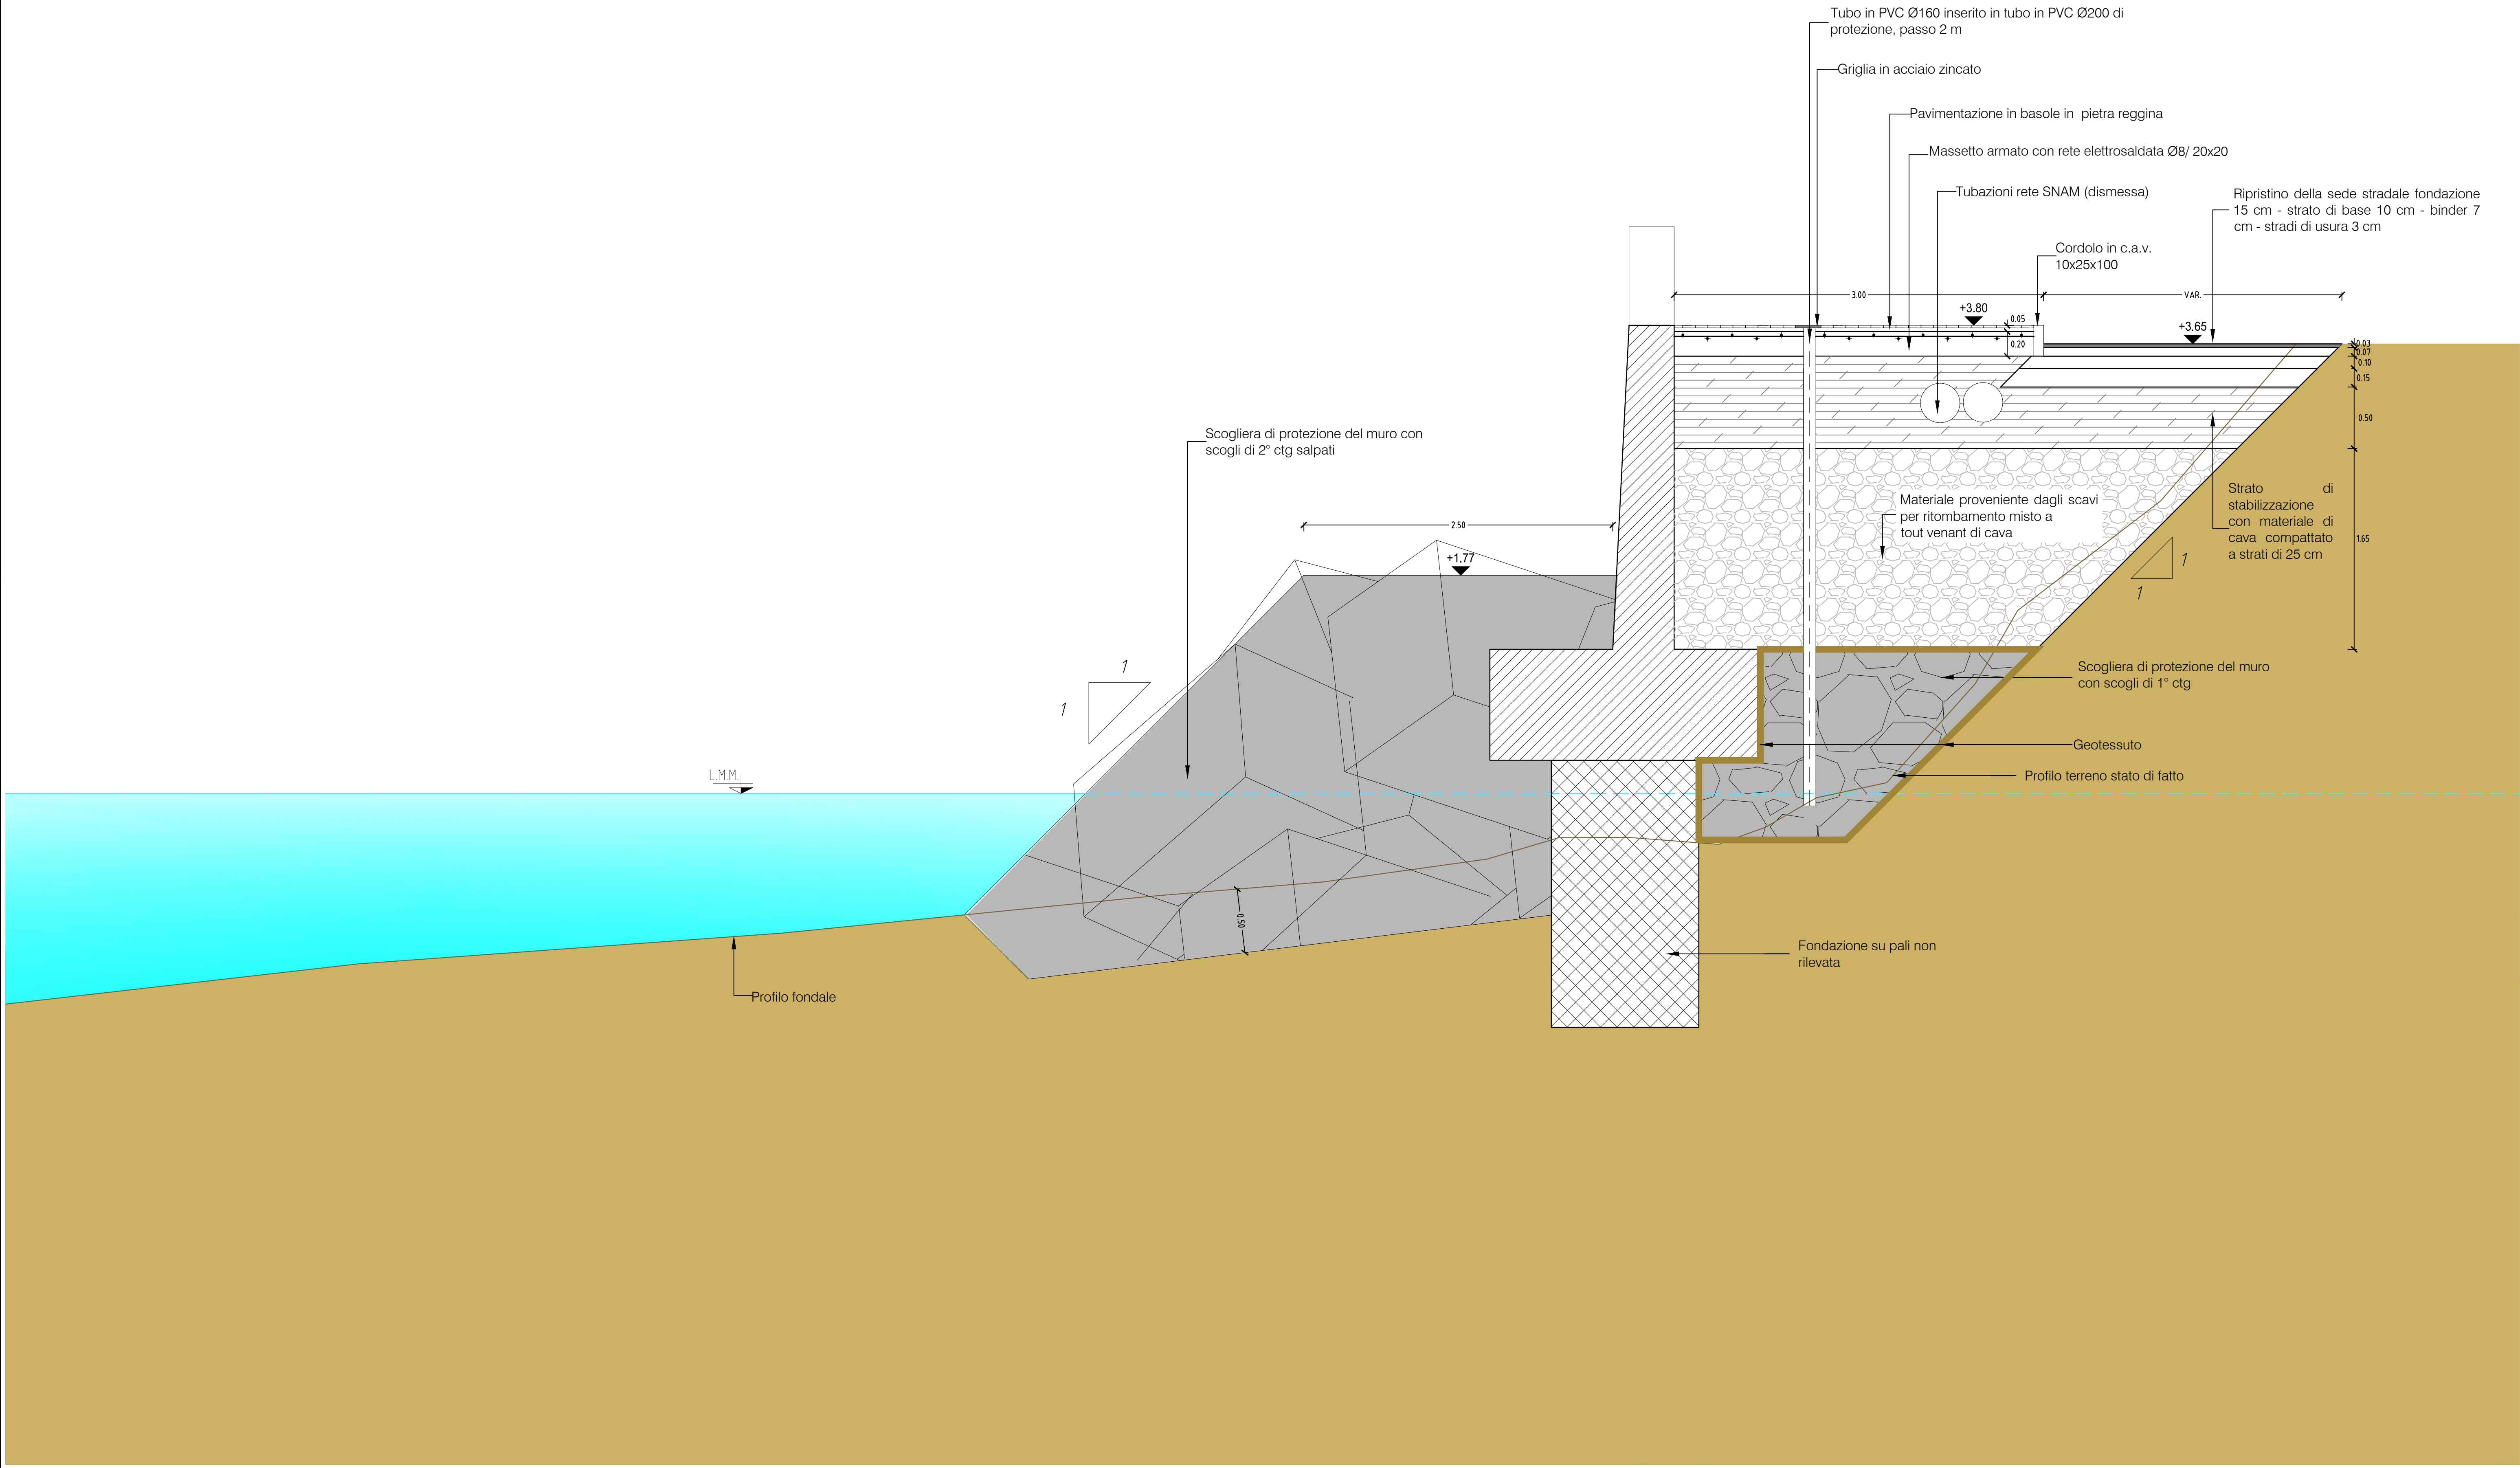 Tubo in PVC Ø160 inserito in tubo in PVC Ø200 di
protezione, passo 2 m
Griglia in acciaio zincato
Pavimentazione in basole in pietra reggina
Massetto armato con rete elettrosaldata Ø8/ 20x20
Tubazioni rete SNAM (dismessa)
Ripristino della sede stradale fondazione
15 cm - strato di base 10 cm - binder 7
cm - stradi di usura 3 cm
Cordolo in c.a.v.
10x25x100
3.00
VAR.
+3.80
0.05
+3.65
0.20
0.03
0.07
0.10
0.15
0.50
Scogliera di protezione del muro con
scogli di 2° ctg salpati
Materiale proveniente dagli scavi
per ritombamento misto a
tout venant di cava
Strato di
stabilizzazione
con materiale di
cava compattato
a strati di 25 cm
2.50
+1.77
1.65
1
1
1
1
Scogliera di protezione del muro
con scogli di 1° ctg
Geotessuto
Profilo terreno stato di fatto
L.M.M.
0.50
Fondazione su pali non
rilevata
Profilo fondale